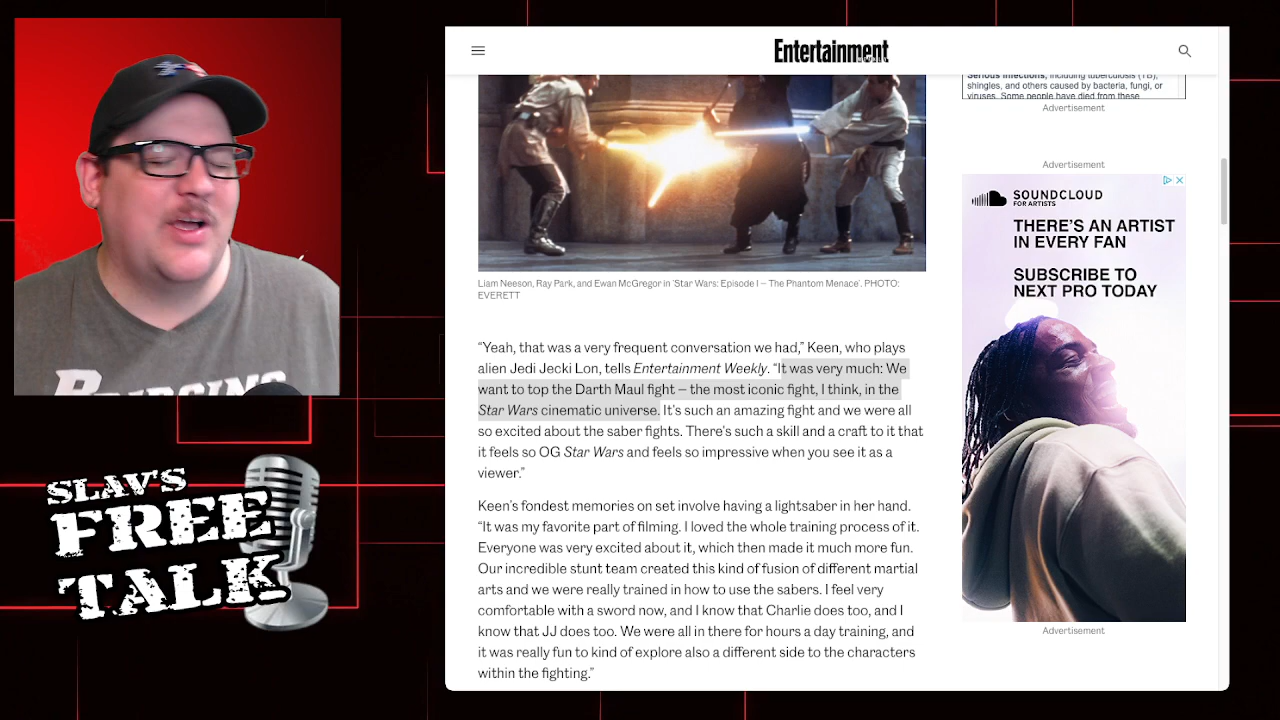 Entertainment
Serious infections, including tuberculosis (TB),
shingles, and others caused by bacteria, fungi, or
viruses. Some people have died from these
Advertisement
Advertisement
SOUNDCLOUD
FOR ARTISTS
THERE'S AN ARTIST
IN EVERY FAN
SUBSCRIBE TO
NEXT PRO TODAY
Advertisement
Liam Neeson, Ray Park, and Ewan McGregor in 'Star Wars: Episode I – The Phantom Menace'. PHOTO:
EVERETT
“Yeah, that was a very frequent conversation we had,” Keen, who plays
alien Jedi Jecki Lon, tells Entertainment Weekly. “It was very much: We
want to top the Darth Maul fight – the most iconic fight, I think, in the
Star Wars cinematic universe. It's such an amazing fight and we were all
so excited about the saber fights. There's such a skill and a craft to it that
it feels so OG Star Wars and feels so impressive when you see it as a
viewer.”
Keen's fondest memories on set involve having a lightsaber in her hand.
“It was my favorite part of filming. I loved the whole training process of it.
Everyone was very excited about it, which then made it much more fun.
Our incredible stunt team created this kind of fusion of different martial
arts and we were really trained in how to use the sabers. I feel very
comfortable with a sword now, and I know that Charlie does too, and I
know that JJ does too. We were all in there for hours a day training, and
it was really fun to kind of explore also a different side to the characters
within the fighting.”
SLAV'S
FREE
TALK